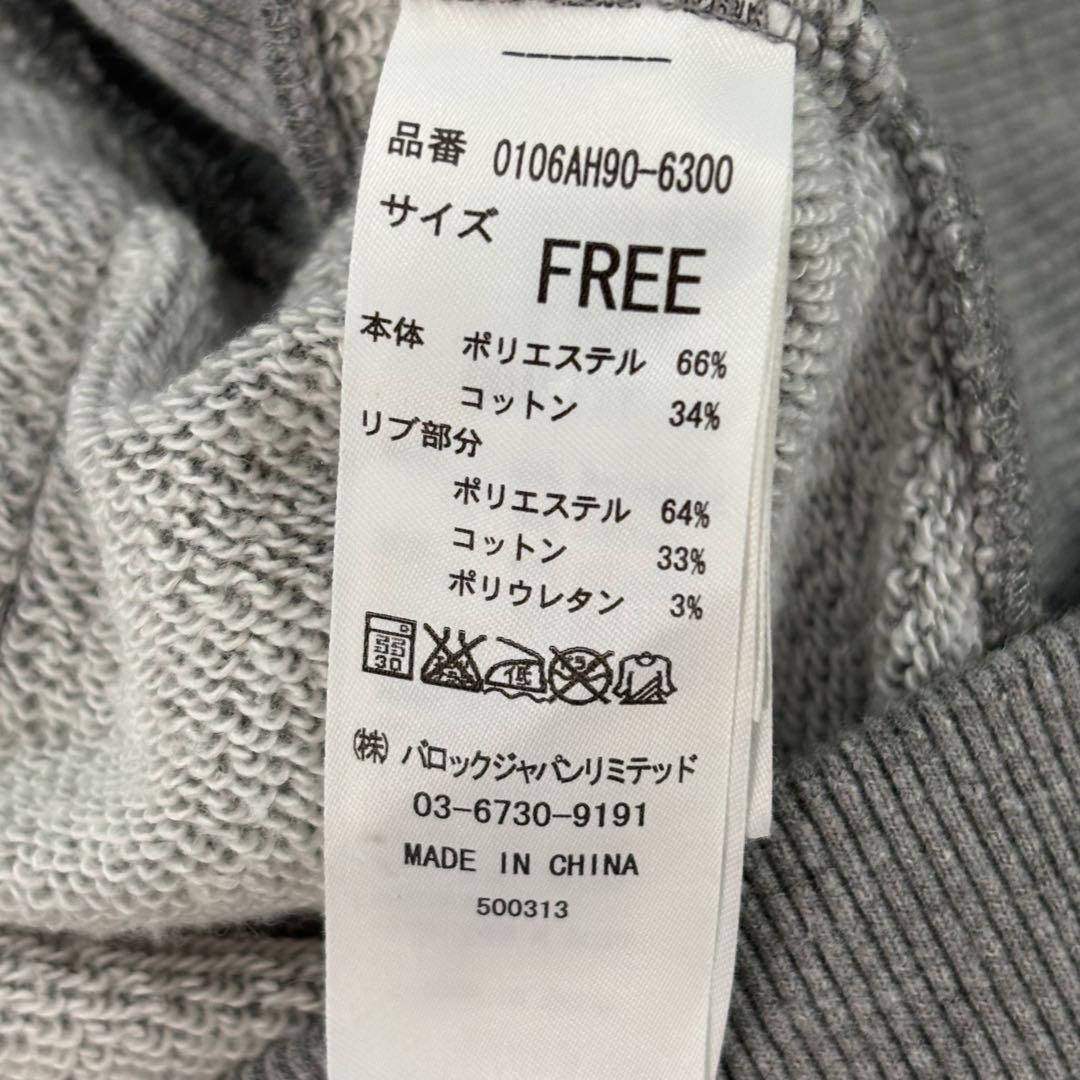 品番 0106AH90-6300
サイズ FREE
本体 ポリエステル 66%
コットン 34%
リブ部分
ポリエステル 64%
コットン 33%
ポリウレタン 3%
30
低
(株) バロックジャパンリミテッド
03-6730-9191
MADE IN CHINA
500313